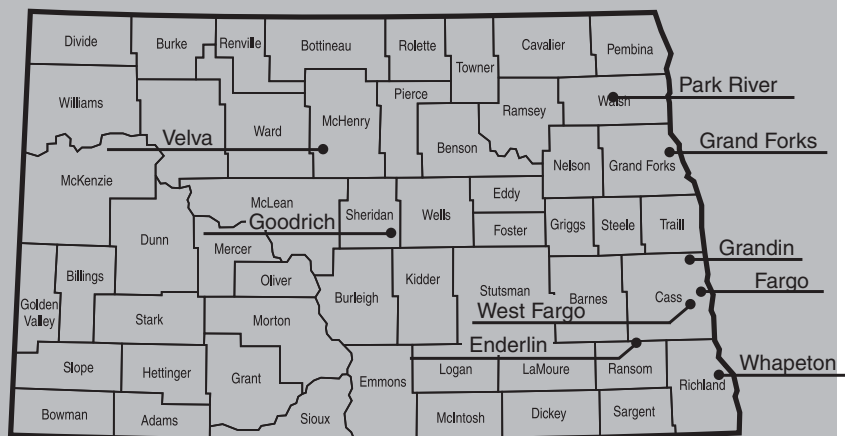 Divide
Burke
Renville
Bottineau
Rolette
Towner
Cavalier
Pembina
Williams
Ward
McHenry
Pierce
Benson
Ramsey
Walsh
Park River
Velva
McKenzie
Nelson
Grand Forks
Grand Forks
McLean
Sheridan
Wells
Eddy
Foster
Griggs
Steele
Traill
Goodrich
Dunn
Mercer
Oliver
Grandin
Billings
Golden
Valley
Stark
Morton
Burleigh
Kidder
Stutsman
Barnes
Cass
Fargo
West Fargo
Enderlin
Slope
Hettinger
Grant
Emmons
Logan
LaMoure
Ransom
Richland
Whapeton
Bowman
Adams
Sioux
McIntosh
Dickey
Sargent